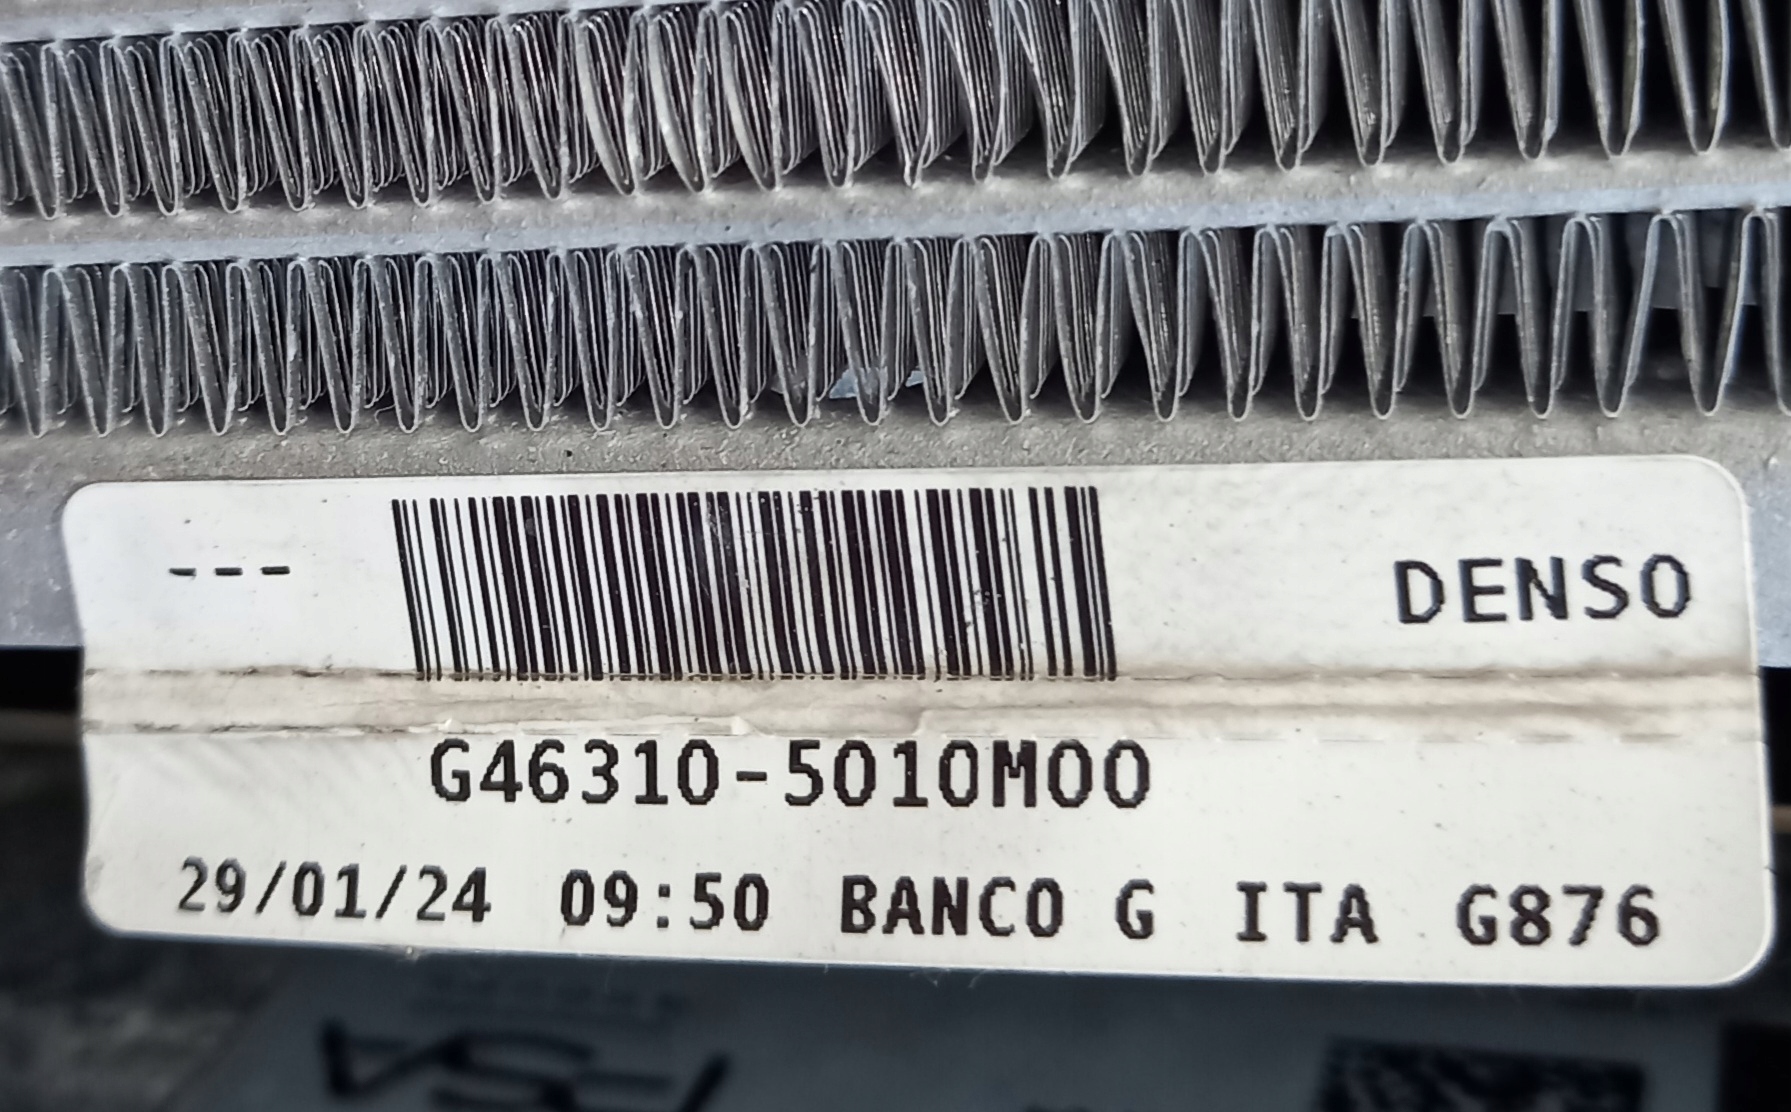 --- DENSO
G46310-5010M00
29/01/24 09:50 BANCO G ITA G876